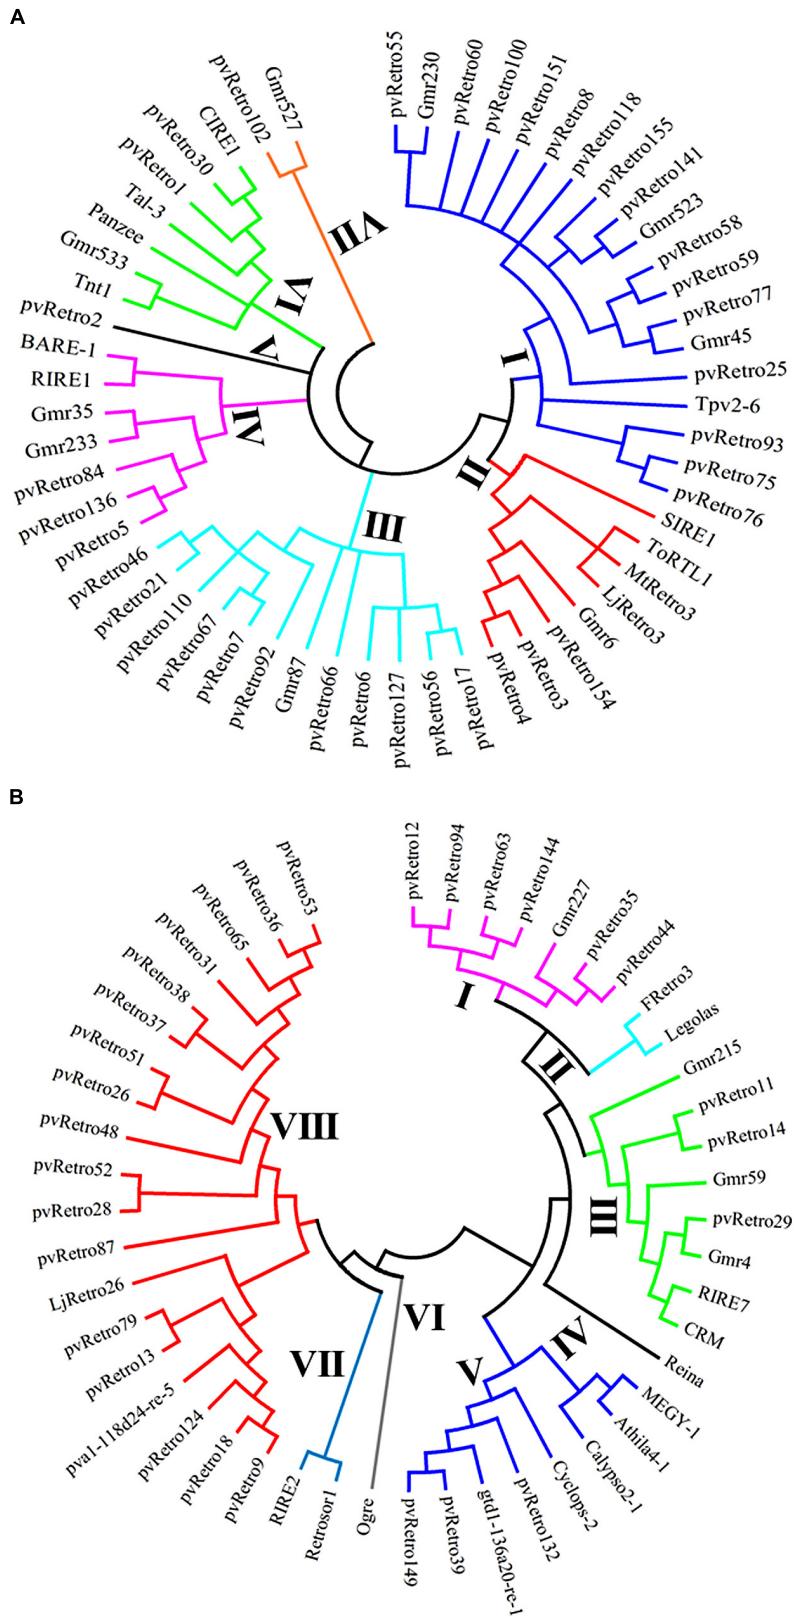 A
pvRetro55
Gmr230
pvRetro60
pvRetro100
pvRetro151
pvRetro8
pvRetro118
pvRetro155
pvRetro141
Gmr523
pvRetro58
pvRetro59
pvRetro77
Gmr45
pvRetro25
Tpv2-6
pvRetro93
pvRetro75
pvRetro76
SIRE1
ToRTL1
MtRetro3
LjRetro3
Gmr6
pvRetro154
pvRetro3
pvRetro4
pvRetro17
pvRetro56
pvRetro127
pvRetro6
pvRetro66
Gmr87
pvRetro92
pvRetro7
pvRetro67
pvRetro110
pvRetro21
pvRetro46
pvRetro5
pvRetro136
pvRetro84
Gmr233
Gmr35
RIRE1
BARE-1
pvRetro2
Tnt1
Gmr533
Panzee
Tal-3
pvRetro1
pvRetro30
CIRE1
pvRetro102
Gmr527
I
II
III
IV
V
VI
VII
B
pvRetro12
pvRetro94
pvRetro63
pvRetro144
Gmr227
pvRetro35
pvRetro44
FRetro3
Legolas
Gmr215
pvRetro11
pvRetro14
Gmr59
pvRetro29
Gmr4
RIRE7
CRM
Reina
MEGY-1
Athila4-1
Calypso2-1
Cyclops-2
pvRetro132
gtd1-136a20-re-1
pvRetro39
pvRetro149
Ogre
Retrosor1
RIRE2
pvRetro9
pvRetro18
pvRetro124
pva1-118d24-re-5
pvRetro13
pvRetro79
LjRetro26
pvRetro87
pvRetro28
pvRetro52
pvRetro48
pvRetro26
pvRetro51
pvRetro37
pvRetro38
pvRetro31
pvRetro65
pvRetro36
pvRetro53
I
II
III
IV
V
VI
VII
VIII